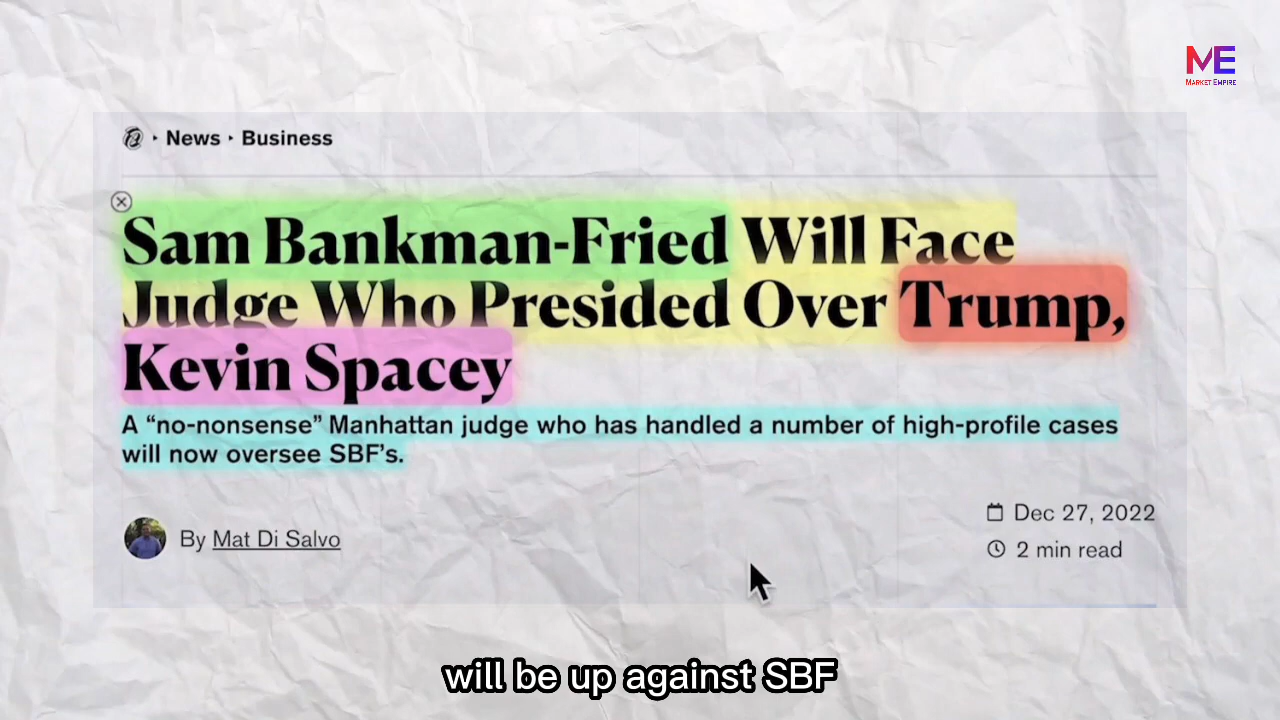 ME
MARKET EMPIRE
News ‣ Business
Sam Bankman-Fried Will Face
Judge Who Presided Over Trump,
Kevin Spacey
A “no-nonsense” Manhattan judge who has handled a number of high-profile cases
will now oversee SBF’s.
Dec 27, 2022
By Mat Di Salvo
2 min read
will be up against SBF